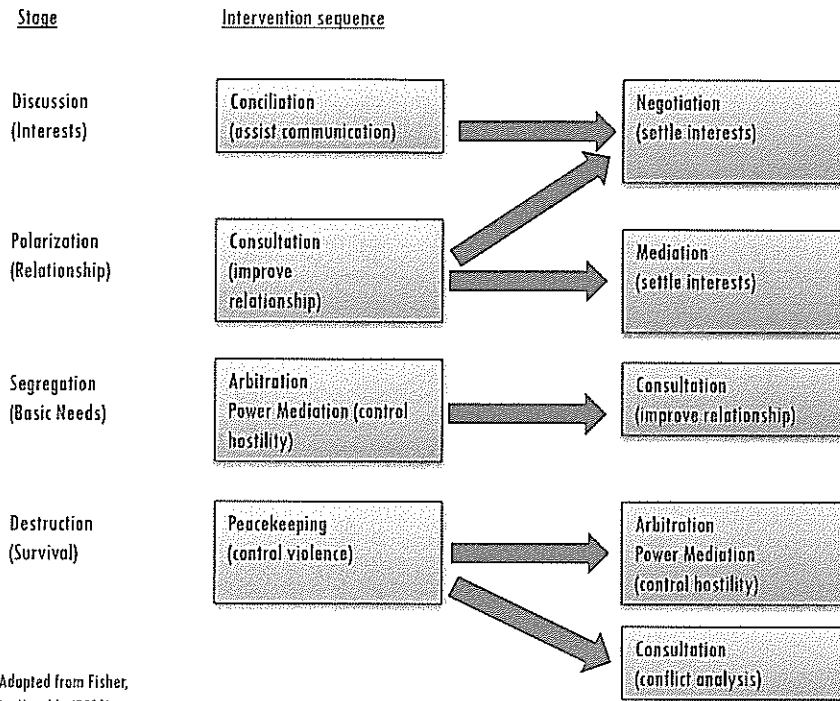 Stage
Intervention sequence
Discussion
(Interests)
Conciliation
(assist communication)
Negotiation
(settle interests)
Polarization
(Relationship)
Consultation
(improve
relationship)
Mediation
(settle interests)
Segregation
(Basic Needs)
Arbitration
Power Mediation (control
hostility)
Consultation
(improve relationship)
Destruction
(Survival)
Peacekeeping
(control violence)
Arbitration
Power Mediation
(control hostility)
Consultation
(conflict analysis)
Adapted from Fisher,